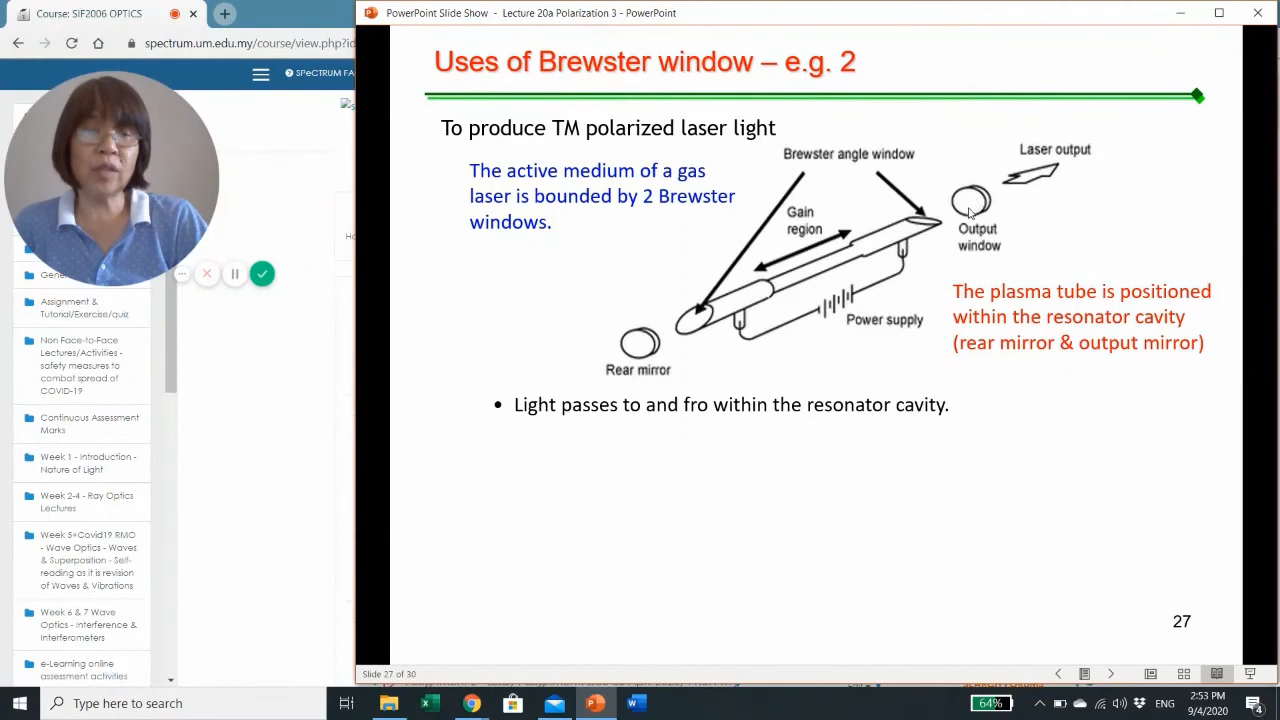 Course: SIF2005 OPTICS
PowerPoint Slide Show - Lecture 20a Polarization 3 - PowerPoint
spectrum.um.edu.my/course/view.php?id
SPeCTRUM FA
Assignment &
Tutorial/Exercise/quiz
Non Face-to-Face
Lectures/Activities -
safety measures to
combat spread of
COVID-19
Continuous Assessment
Marks
Week 1 - Introduction -
Nature of Light
Week 2-4 - Ray Optics
Lectures
Week 5+Covid19 RMO
- Wave Optics - Waves
& Superposition - Self-
reading as it is revision
of Waves & Vibrations
Week 6 & 7 Wave
Optics - Interference &
Interferometers
e-Learning online
assessment activities
Uses of Brewster window – e.g. 2
To produce TM polarized laser light
The active medium of a gas
laser is bounded by 2 Brewster
windows.
Brewster angle window
Laser output
Gain
region
Output
window
Power supply
Rear mirror
The plasma tube is positioned
within the resonator cavity
(rear mirror & output mirror)
• Light passes to and fro within the resonator cavity.
27
Slide 27 of 30
Type here to search
64%
ENG
2:53 PM
9/4/2020
4